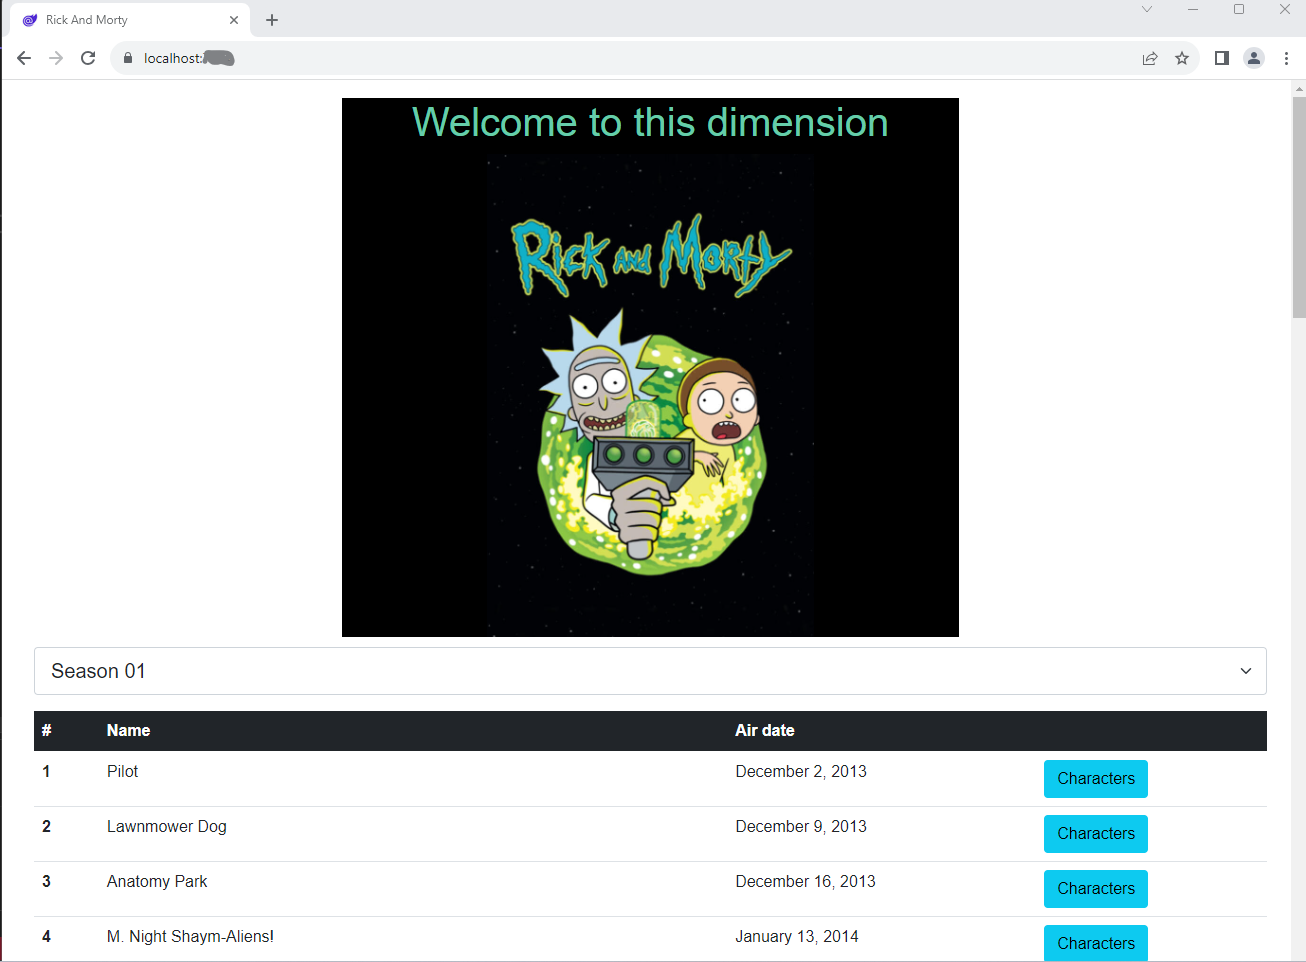 Rick And Morty
localhost:
Welcome to this dimension
Rick and Morty
Season 01
# Name Air date
1 Pilot December 2, 2013 Characters
2 Lawnmower Dog December 9, 2013 Characters
3 Anatomy Park December 16, 2013 Characters
4 M. Night Shaym-Aliens! January 13, 2014 Characters